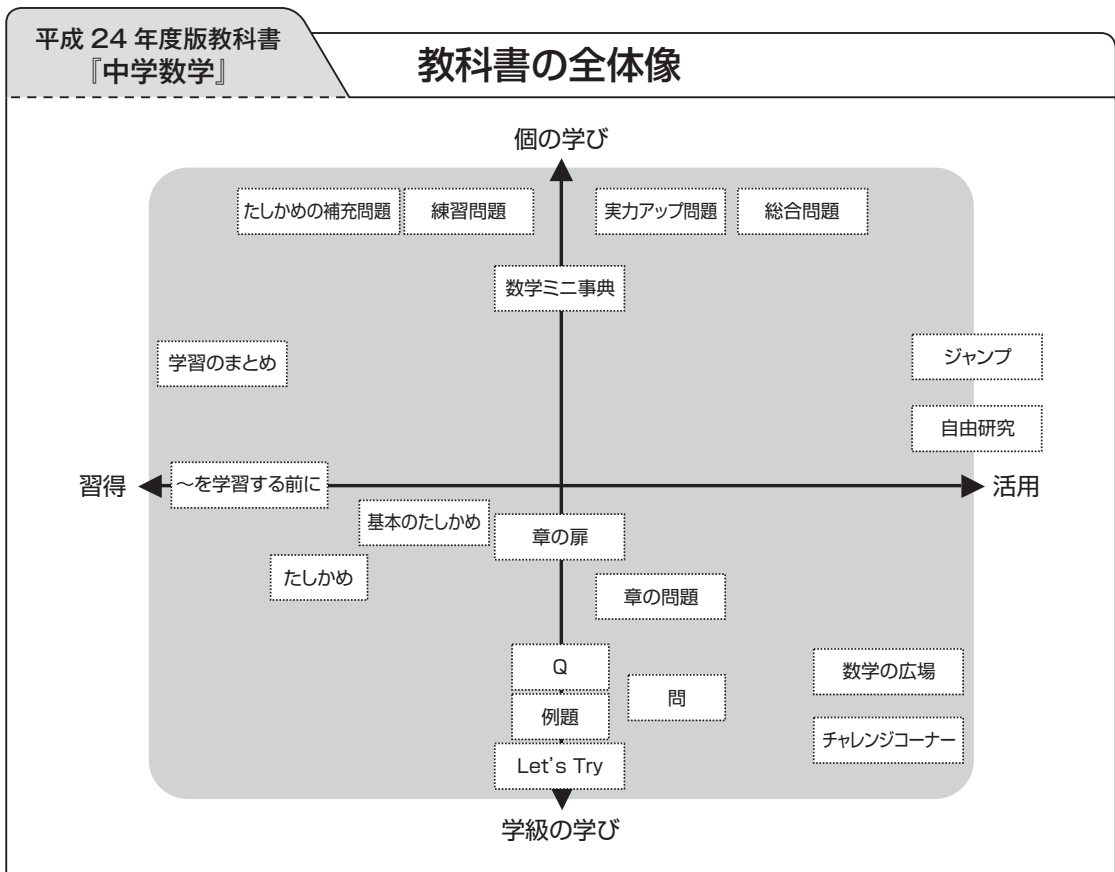 平成 24 年度版教科書
『中学数学』
教科書の全体像
個の学び
たしかめの補充問題
練習問題
実力アップ問題
総合問題
数学ミニ事典
学習のまとめ
ジャンプ
自由研究
習得
～を学習する前に
活用
基本のたしかめ
章の扉
たしかめ
章の問題
Q
数学の広場
問
例題
チャレンジコーナー
Let's Try
学級の学び